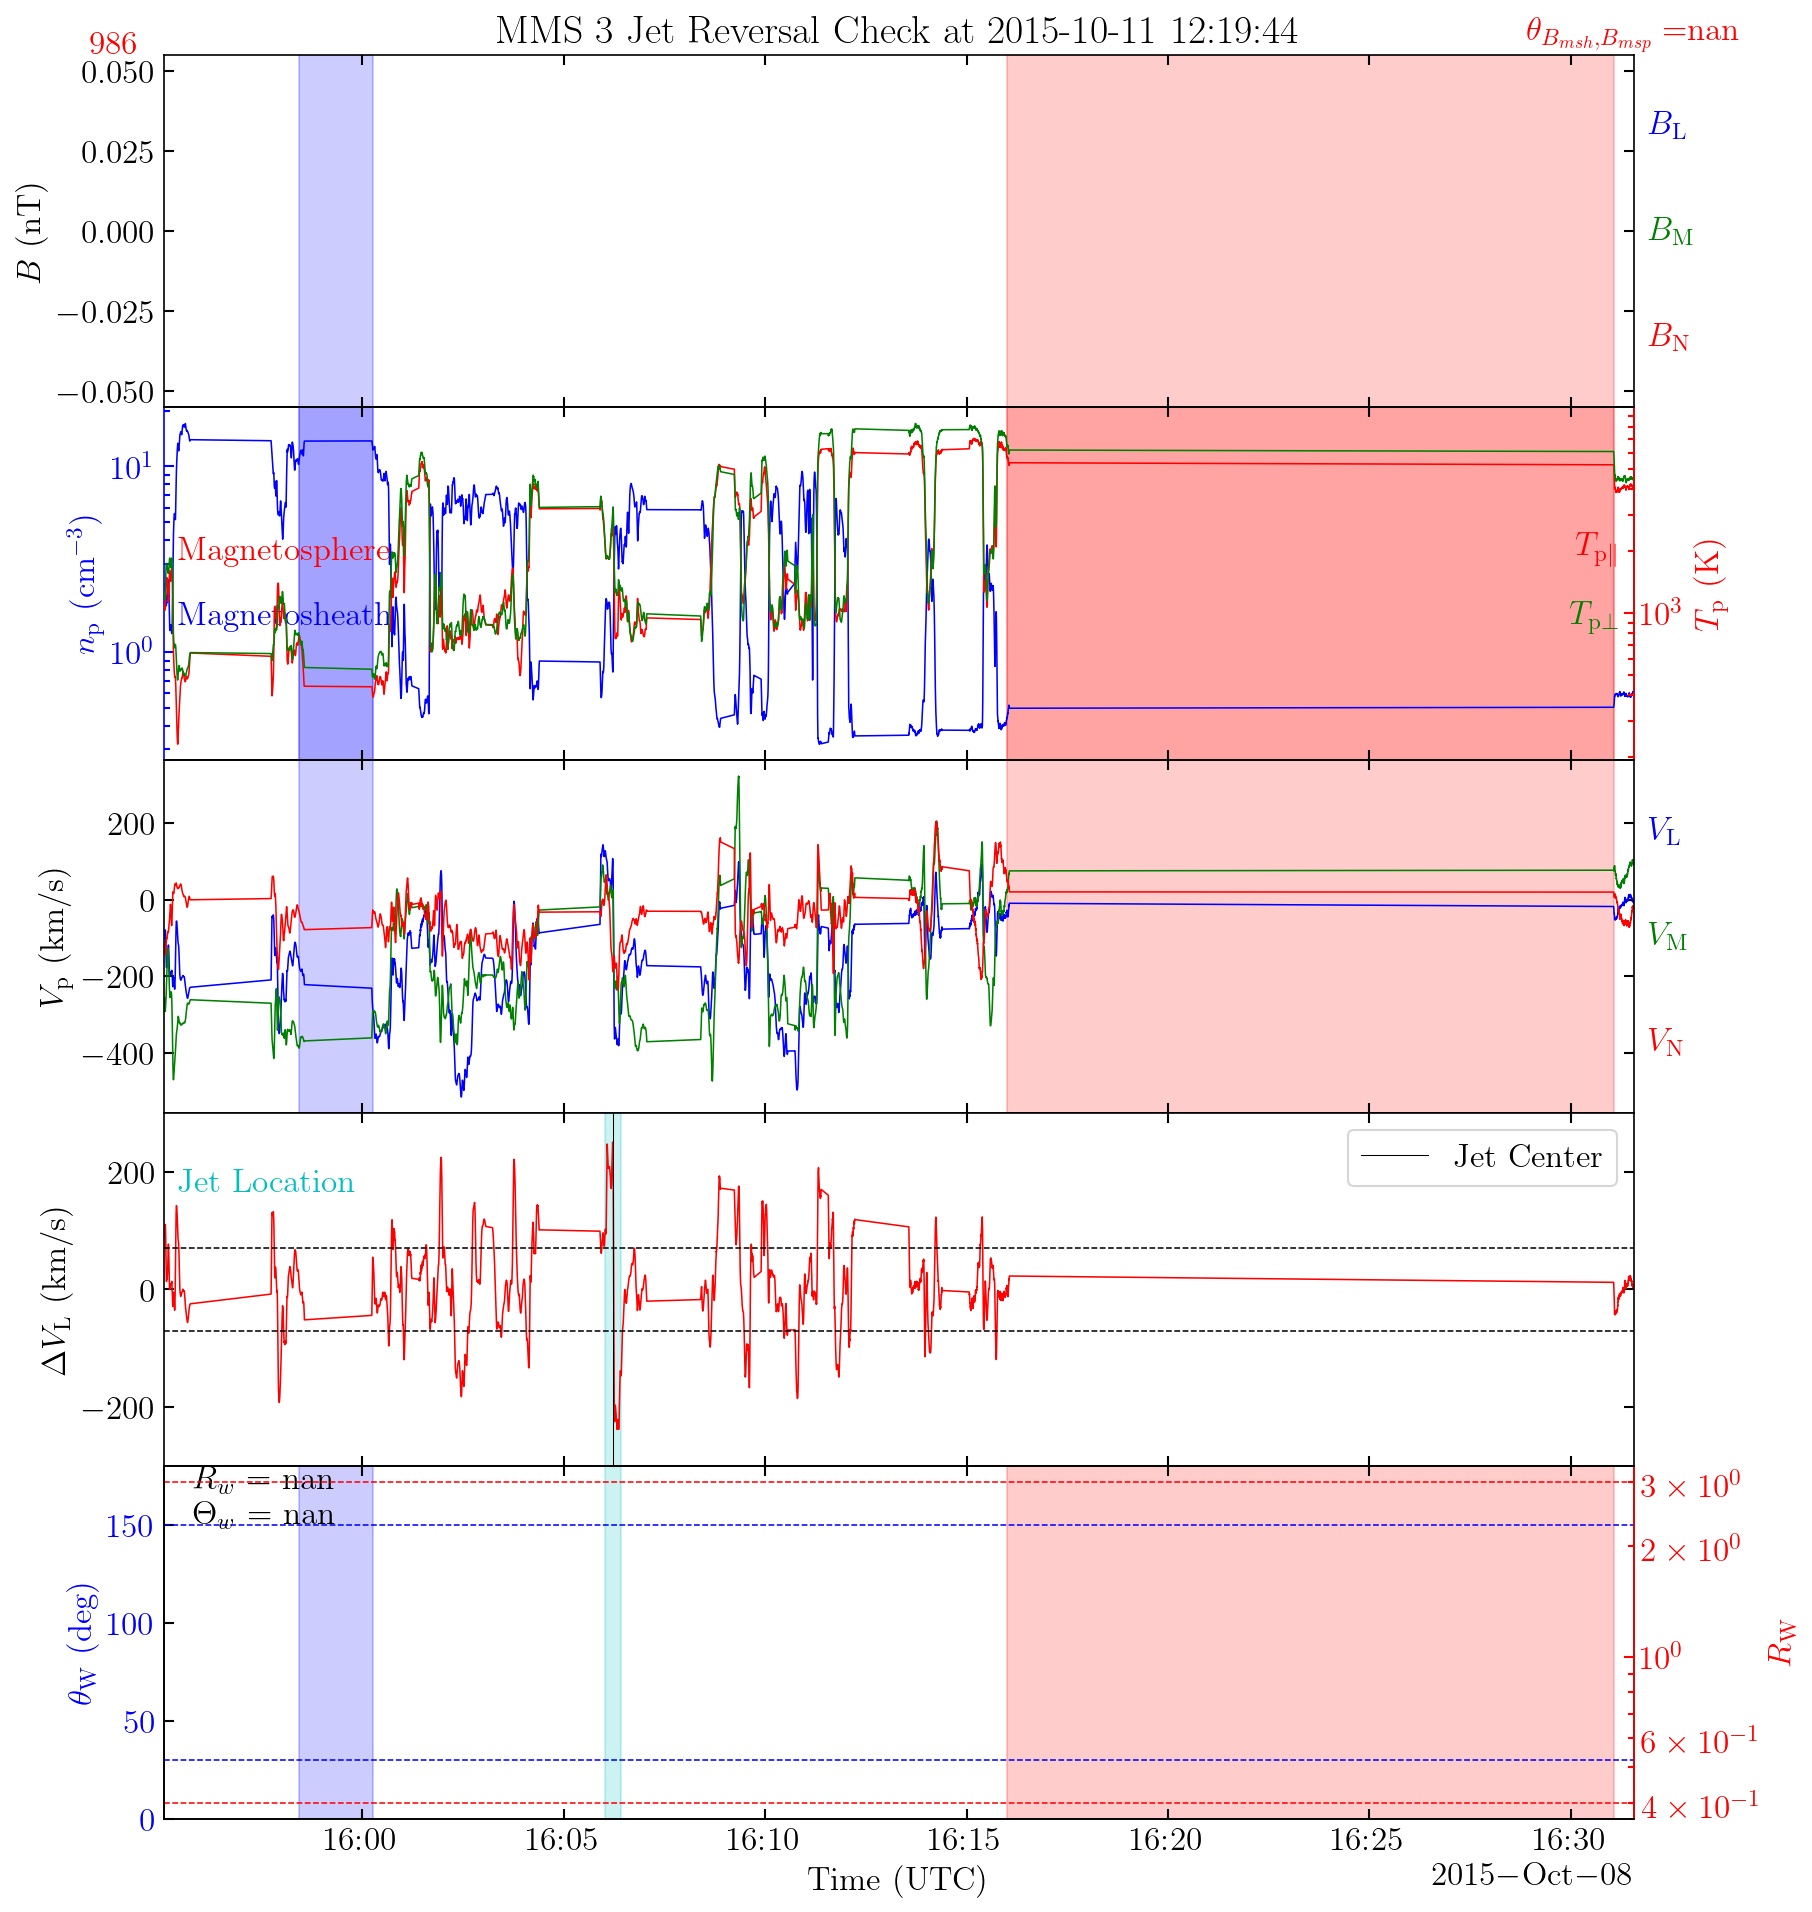 MMS 3 Jet Reversal Check at 2015-10-11 12:19:44
986
θ_{B_{msh},B_{msp}} =nan
0.050
0.025
0.000
−0.025
−0.050
B (nT)
B_L
B_M
B_N
10^1
10^0
n_p (cm^{−3})
Magnetosphere
Magnetosheath
T_{p∥}
T_{p⊥}
10^3
T_p (K)
200
0
−200
−400
V_p (km/s)
V_L
V_M
V_N
200
0
−200
ΔV_L (km/s)
Jet Location
Jet Center
R_w = nan
Θ_w = nan
150
100
50
0
θ_W (deg)
3 × 10^0
2 × 10^0
10^0
6 × 10^{−1}
4 × 10^{−1}
R_W
16:00 16:05 16:10 16:15 16:20 16:25 16:30
Time (UTC)
2015−Oct−08